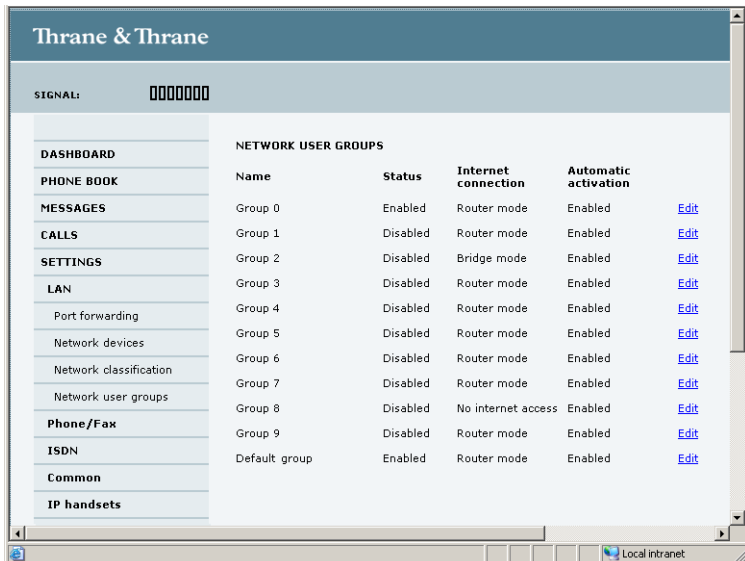 Thrane & Thrane
SIGNAL:
DASHBOARD
PHONE BOOK
MESSAGES
CALLS
SETTINGS
LAN
Port forwarding
Network devices
Network classification
Network user groups
Phone/Fax
ISDN
Common
IP handsets
NETWORK USER GROUPS
Name Status Internet connection Automatic activation
Group 0 Enabled Router mode Enabled Edit
Group 1 Disabled Router mode Enabled Edit
Group 2 Disabled Bridge mode Enabled Edit
Group 3 Disabled Router mode Enabled Edit
Group 4 Disabled Router mode Enabled Edit
Group 5 Disabled Router mode Enabled Edit
Group 6 Disabled Router mode Enabled Edit
Group 7 Disabled Router mode Enabled Edit
Group 8 Disabled No internet access Enabled Edit
Group 9 Disabled Router mode Enabled Edit
Default group Enabled Router mode Enabled Edit
Local intranet